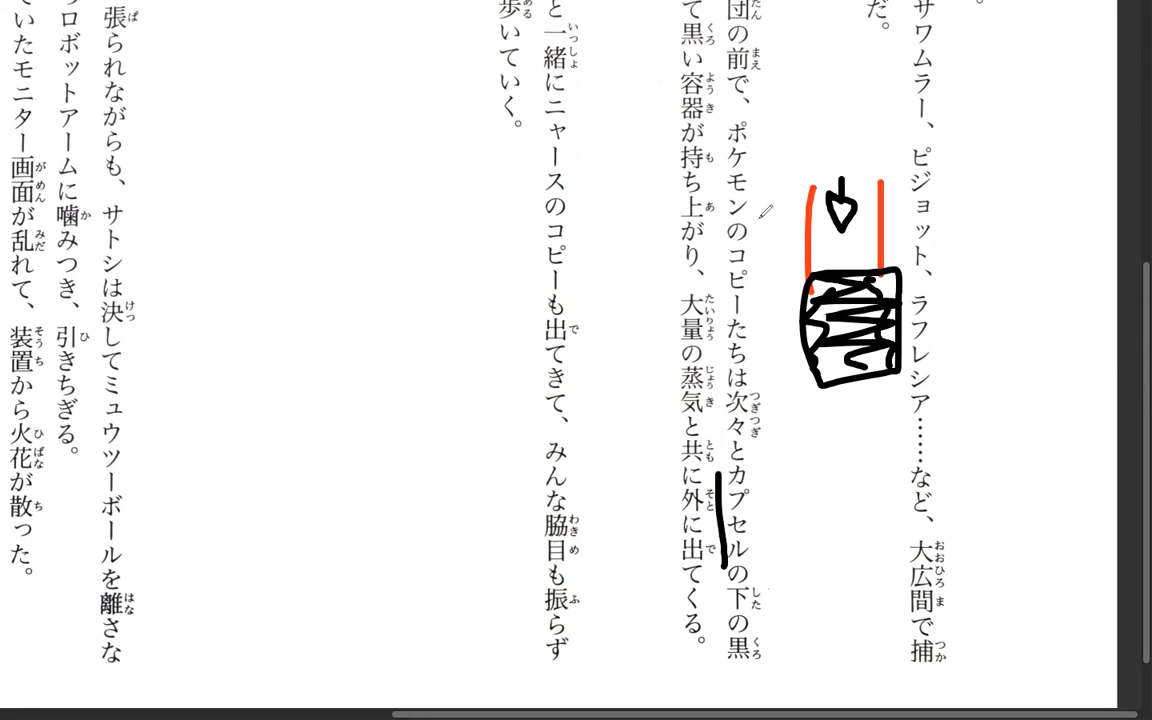 。
サワムラー、ピジョット、ラフレシア……など、大広間で捕
だ。
団の前で、ポケモンのコピーたちは次々とカプセルの下の黒
て黒い容器が持ち上がり、大量の蒸気と共に外に出てくる。
と一緒にニャースのコピーも出てきて、みんな脇目も振らず
歩いていく。
張られながらも、サトシは決してミュウツーボールを離さな
ロボットアームに噛みつき、引きちぎる。
ていたモニター画面が乱れて、装置から火花が散った。